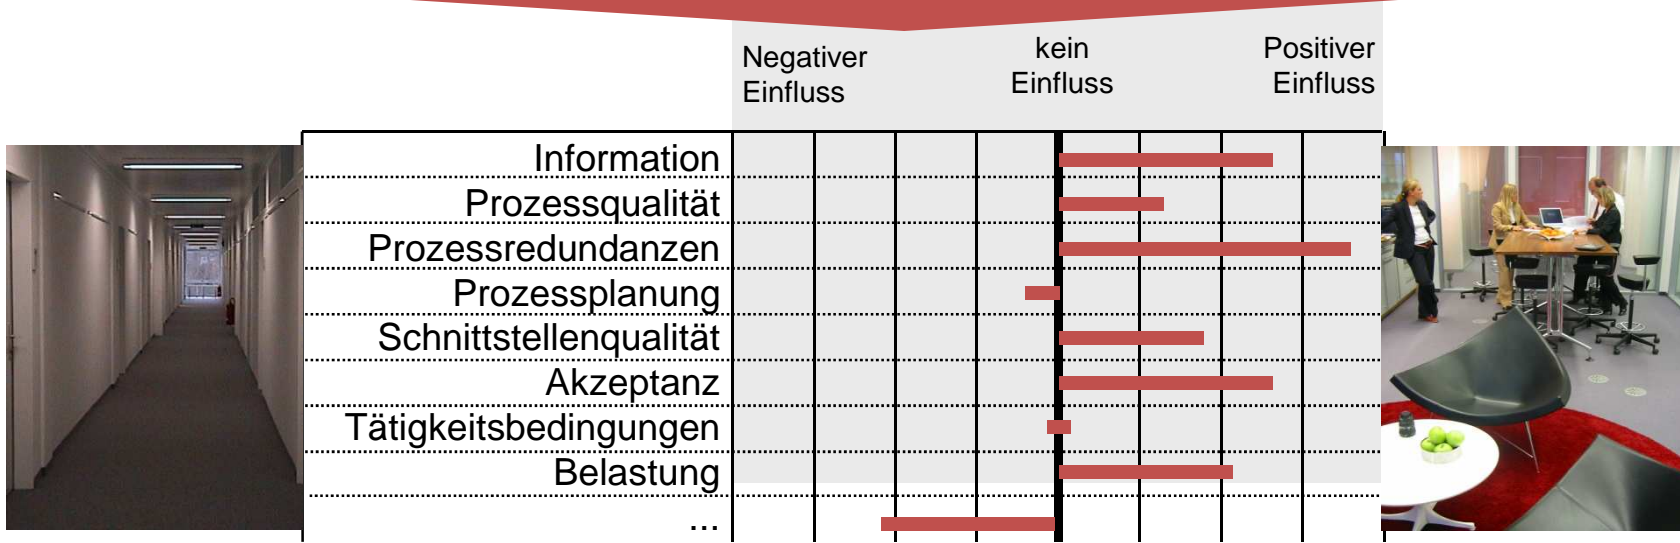 Negativer
Einfluss
kein
Einfluss
Positiver
Einfluss
Information
Prozessqualität
Prozessredundanzen
Prozessplanung
Schnittstellenqualität
Akzeptanz
Tätigkeitsbedingungen
Belastung
...